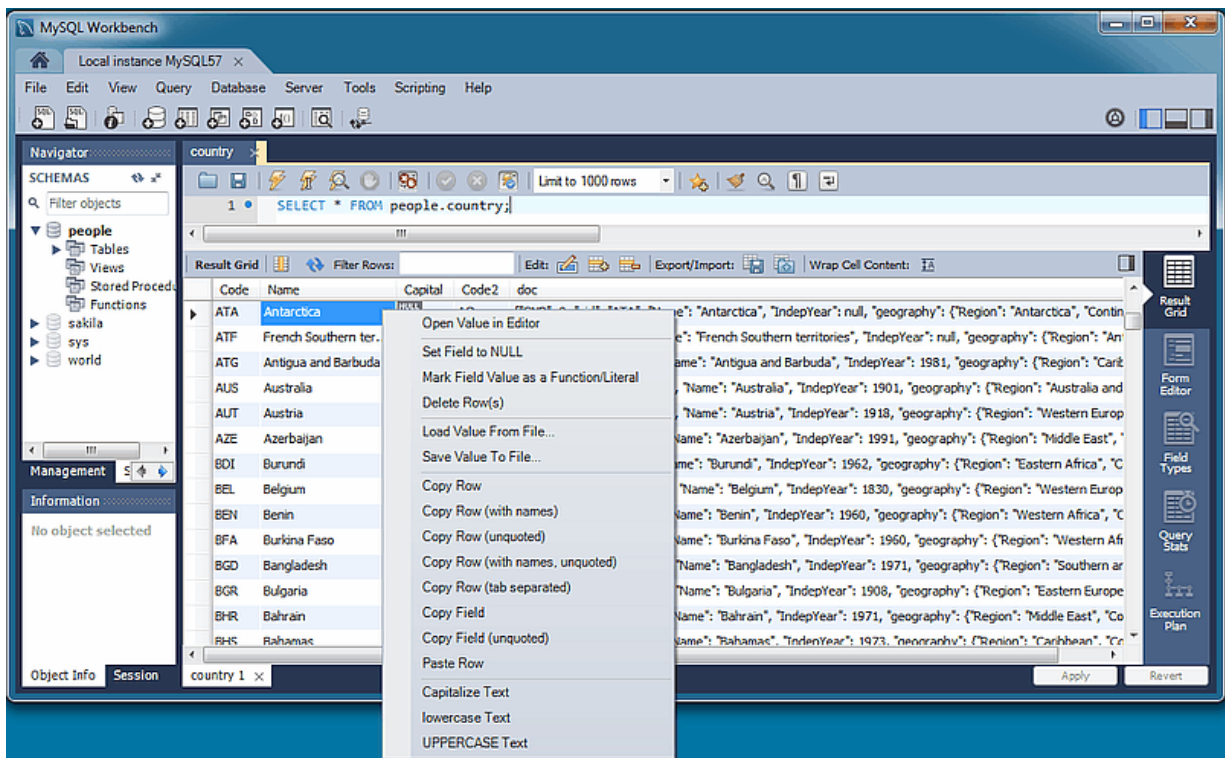 MySQL Workbench
Local instance MySQL57 ×
File Edit View Query Database Server Tools Scripting Help
Navigator
SCHEMAS
Filter objects
people
Tables
Views
Stored Procedu
Functions
sakila
sys
world
Management S
Information
No object selected
Object Info Session
country
Limit to 1000 rows
1 SELECT * FROM people.country;
Result Grid Filter Rows: Edit: Export/Import: Wrap Cell Content:
Code Name Capital Code2 doc
ATA Antarctica NULL "Antarctica", "IndepYear": null, "geography": {"Region": "Antarctica", "Contin
ATF French Southern ter... e": "French Southern territories", "IndepYear": null, "geography": {"Region": "An
ATG Antigua and Barbuda ame": "Antigua and Barbuda", "IndepYear": 1981, "geography": {"Region": "Carib
AUS Australia , "Name": "Australia", "IndepYear": 1901, "geography": {"Region": "Australia and
AUT Austria , "Name": "Austria", "IndepYear": 1918, "geography": {"Region": "Western Europ
AZE Azerbaijan Name": "Azerbaijan", "IndepYear": 1991, "geography": {"Region": "Middle East", "
BDI Burundi me": "Burundi", "IndepYear": 1962, "geography": {"Region": "Eastern Africa", "C
BEL Belgium "Name": "Belgium", "IndepYear": 1830, "geography": {"Region": "Western Europ
BEN Benin Name": "Benin", "IndepYear": 1960, "geography": {"Region": "Western Africa", "C
BFA Burkina Faso Name": "Burkina Faso", "IndepYear": 1960, "geography": {"Region": "Western Afr
BGD Bangladesh "Name": "Bangladesh", "IndepYear": 1971, "geography": {"Region": "Southern ar
BGR Bulgaria "Name": "Bulgaria", "IndepYear": 1908, "geography": {"Region": "Eastern Europe
BHR Bahrain Name": "Bahrain", "IndepYear": 1971, "geography": {"Region": "Middle East", "Co
BHS Bahamas Name": "Bahamas", "IndepYear": 1973, "geography": {"Region": "Caribbean", "Co
country 1 ×
Apply Revert
Open Value in Editor
Set Field to NULL
Mark Field Value as a Function/Literal
Delete Row(s)
Load Value From File...
Save Value To File...
Copy Row
Copy Row (with names)
Copy Row (unquoted)
Copy Row (with names, unquoted)
Copy Row (tab separated)
Copy Field
Copy Field (unquoted)
Paste Row
Capitalize Text
lowercase Text
UPPERCASE Text
Result
Grid
Form
Editor
Field
Types
Query
Stats
Execution
Plan